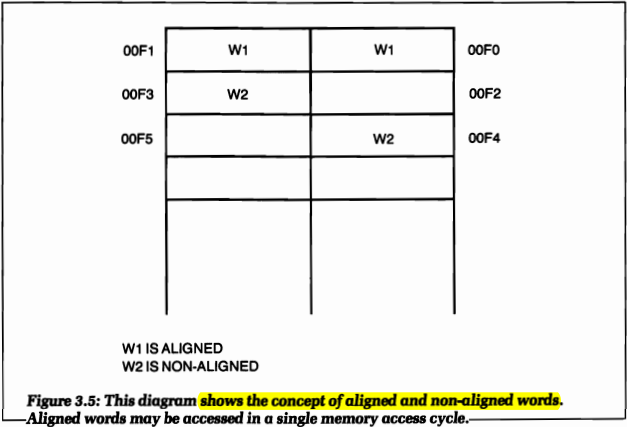 00F1 W1 W1 00F0
00F3 W2 00F2
00F5 W2 00F4
W1 IS ALIGNED
W2 IS NON-ALIGNED
Figure 3.5: This diagram shows the concept of aligned and non-aligned words.
Aligned words may be accessed in a single memory access cycle.